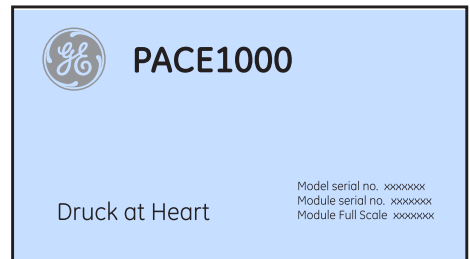 GE
PACE1000
Model serial no. xxxxxxx
Module serial no. xxxxxxx
Druck at Heart
Module Full Scale xxxxxxx